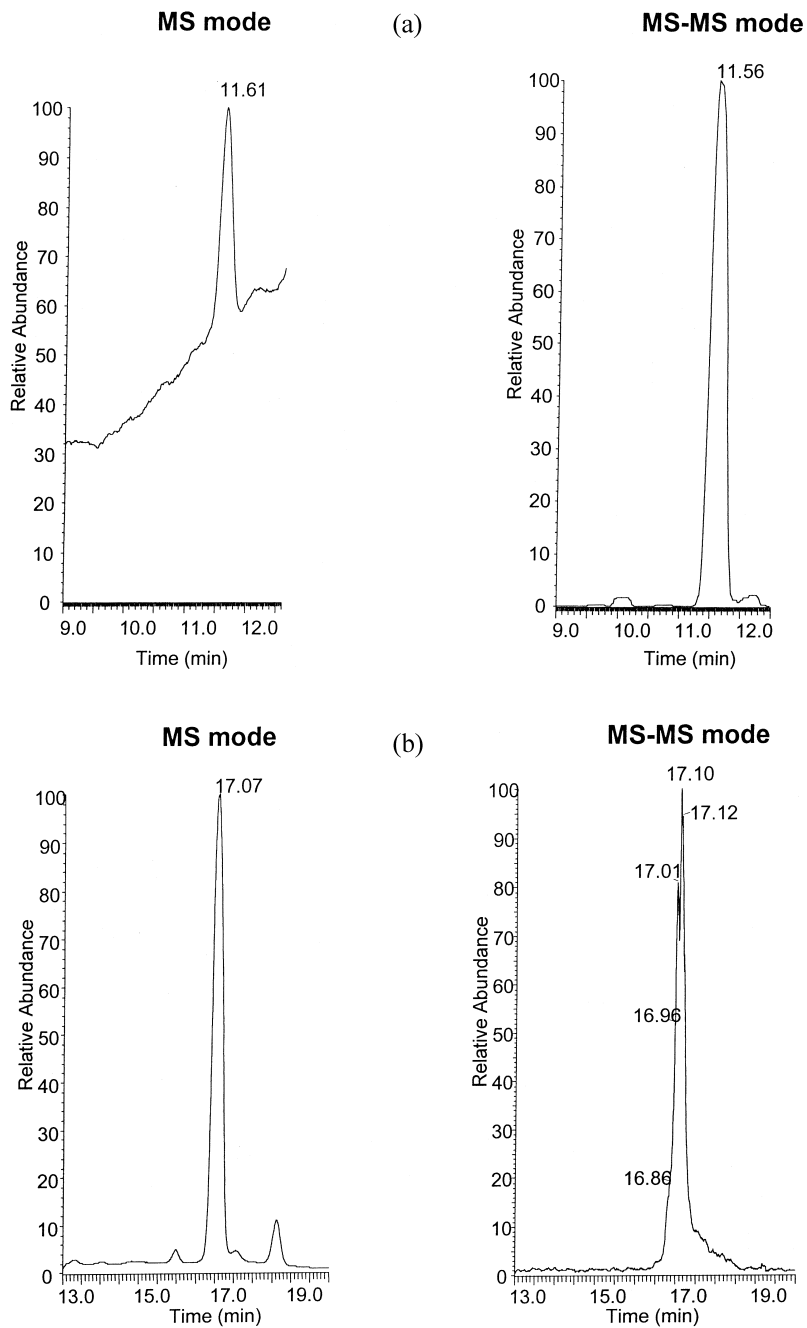 MS mode
(a)
MS-MS mode
11.61
100
90
80
70
60
50
40
30
20
10
0
Relative Abundance
9.0 10.0 11.0 12.0
Time (min)
11.56
100
90
80
70
60
50
40
30
20
10
0
Relative Abundance
9.0 10.0 11.0 12.0
Time (min)
MS mode
(b)
MS-MS mode
17.07
100
90
80
70
60
50
40
30
20
10
0
Relative Abundance
13.0 15.0 17.0 19.0
Time (min)
17.10
17.12
17.01
16.96
16.86
100
90
80
70
60
50
40
30
20
10
0
Relative Abundance
13.0 15.0 17.0 19.0
Time (min)